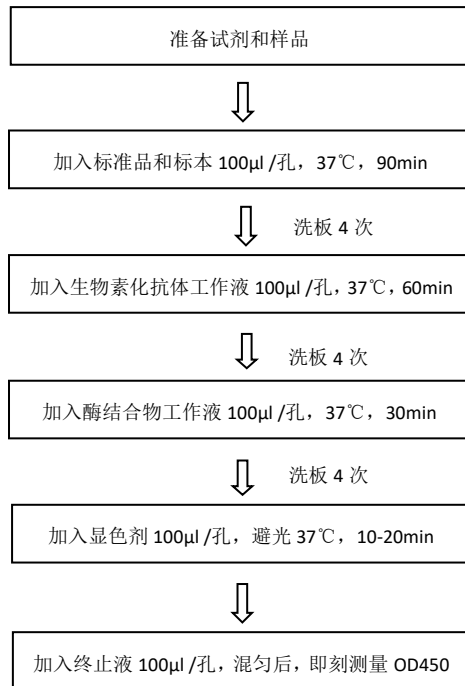 准备试剂和样品
加入标准品和标本 100μl /孔，37℃，90min
洗板 4 次
加入生物素化抗体工作液 100μl /孔，37℃，60min
洗板 4 次
加入酶结合物工作液 100μl /孔，37℃，30min
洗板 4 次
加入显色剂 100μl /孔，避光 37℃，10-20min
加入终止液 100μl /孔，混匀后，即刻测量 OD450